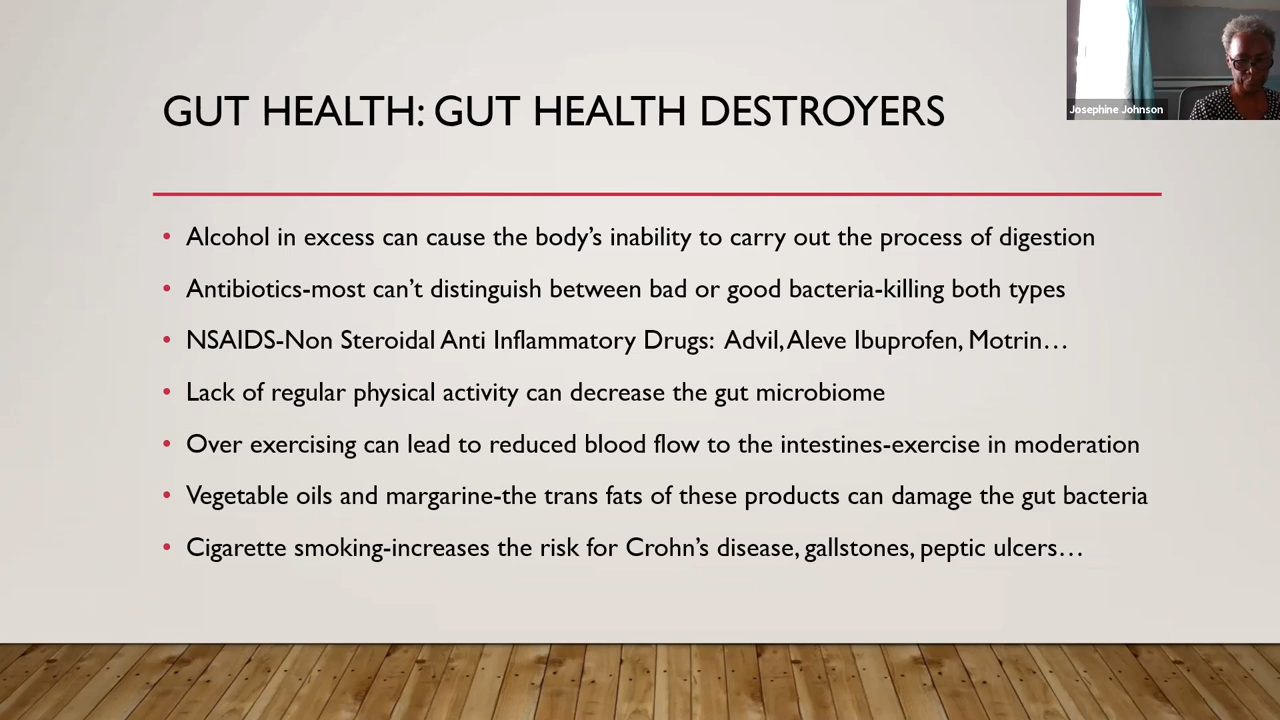 GUT HEALTH: GUT HEALTH DESTROYERS
Josephine Johnson
• Alcohol in excess can cause the body’s inability to carry out the process of digestion
• Antibiotics-most can’t distinguish between bad or good bacteria-killing both types
• NSAIDS-Non Steroidal Anti Inflammatory Drugs: Advil, Aleve Ibuprofen, Motrin…
• Lack of regular physical activity can decrease the gut microbiome
• Over exercising can lead to reduced blood flow to the intestines-exercise in moderation
• Vegetable oils and margarine-the trans fats of these products can damage the gut bacteria
• Cigarette smoking-increases the risk for Crohn’s disease, gallstones, peptic ulcers…